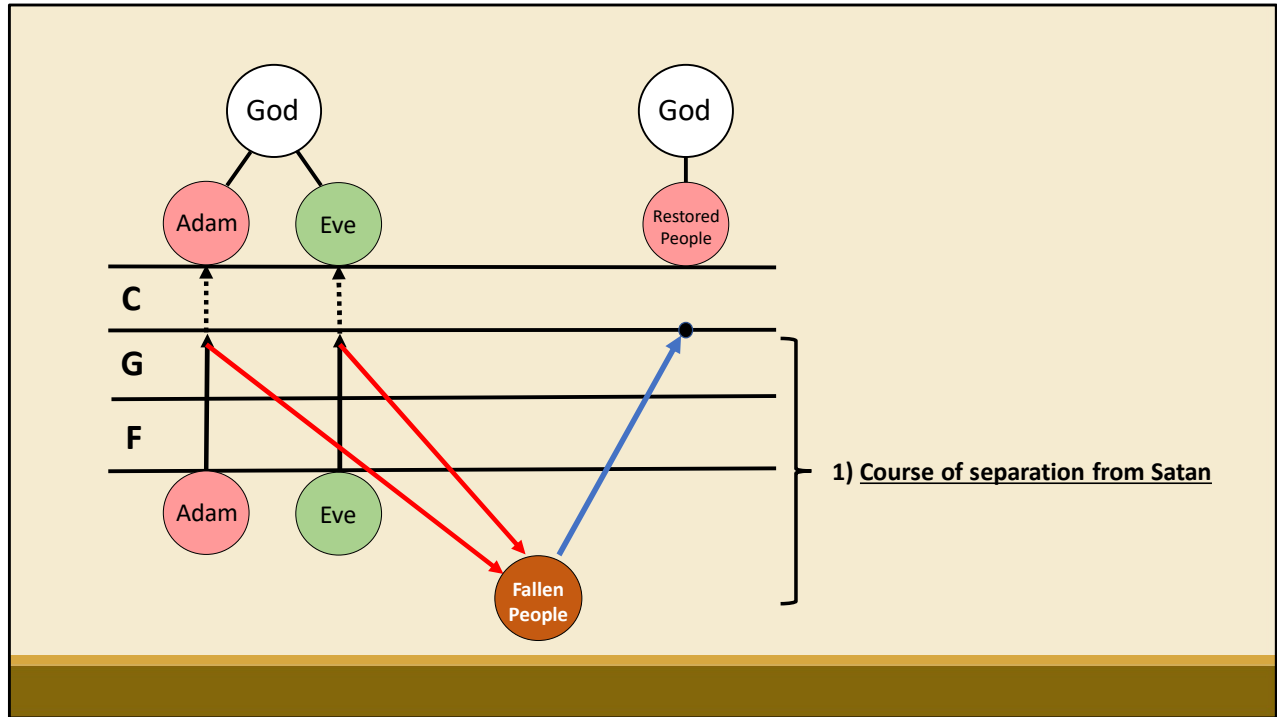 God
God
Adam
Eve
Restored
People
C
G
F
Adam
Eve
1) Course of separation from Satan
Fallen
People